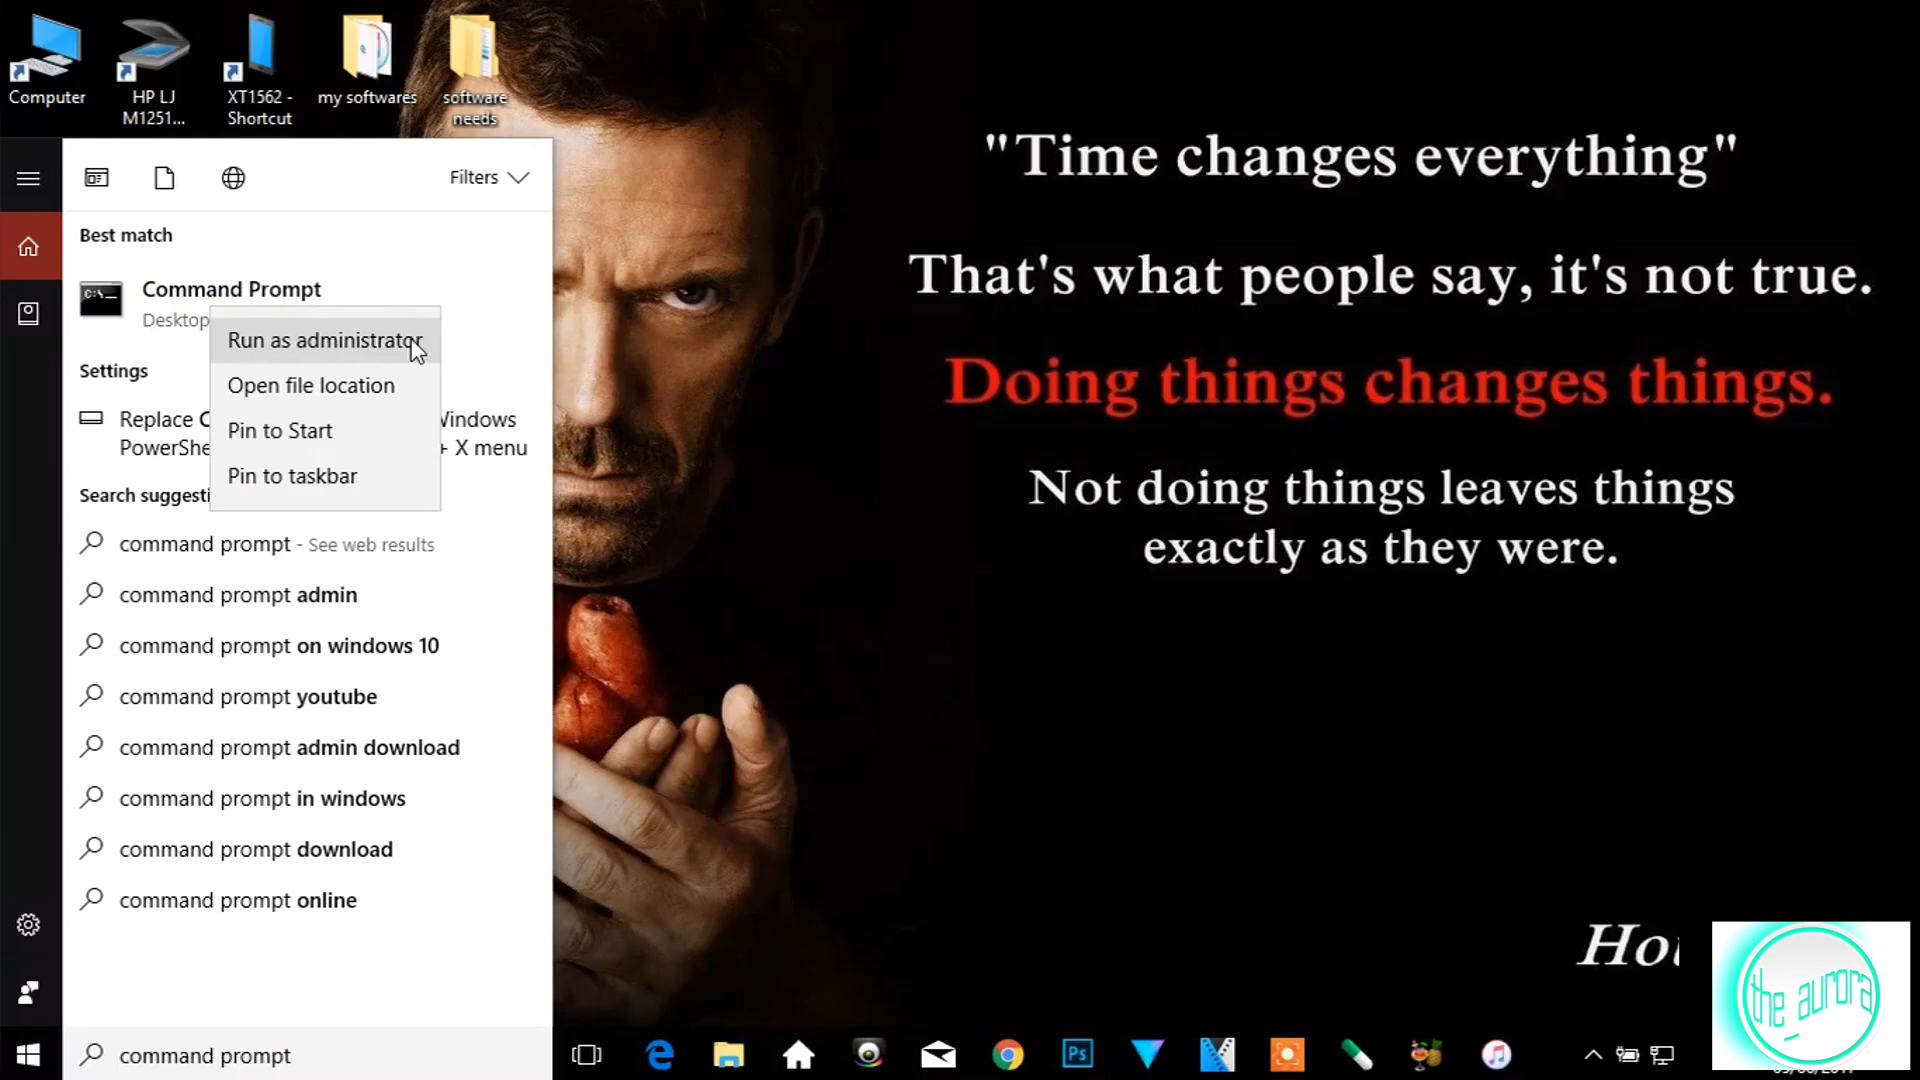 Computer
HP LJ
M1251...
XT1562 -
Shortcut
my softwares
software
needs
Filters
Best match
Command Prompt
Desktop
Run as administrator
Settings
Open file location
Replace C
Windows
Pin to Start
PowerShe
+ X menu
Pin to taskbar
Search suggesti
command prompt - See web results
command prompt admin
command prompt on windows 10
command prompt youtube
command prompt admin download
command prompt in windows
command prompt download
command prompt online
command prompt
"Time changes everything"
That's what people say, it's not true.
Doing things changes things.
Not doing things leaves things
exactly as they were.
Ps
the_aurora